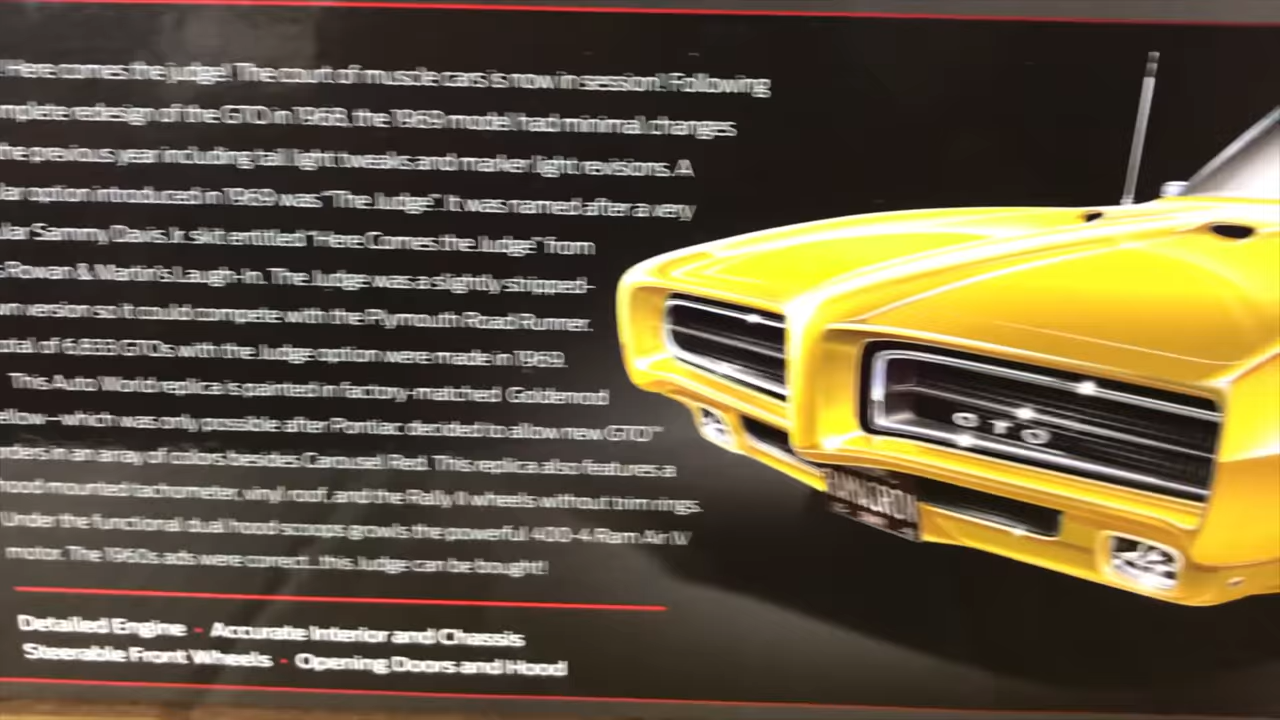 Here comes the judge! The court of muscle cars is now in session! Following
mplete redesign of the GTO in 1968, the 1969 model had minimal changes
the previous year including tail light tweaks and marker light revisions. A
lar option introduced in 1969 was "The Judge". It was named after a very
ular Sammy Davis Jr. skit entitled "Here Comes the Judge" from
Rowan & Martin's Laugh-In. The Judge was a slightly stripped-
wn version so it could compete with the Plymouth Road Runner.
otal of 6,833 GTOs with the Judge option were made in 1969.
This Auto World replica is painted in factory-matched Goldenrod
ellow—which was only possible after Pontiac decided to allow new GTO™
rders in an array of colors besides Carousel Red. This replica also features a
hood mounted tachometer, vinyl roof, and the Rally II wheels without trim rings.
Under the functional dual hood scoops growls the powerful 400-4 Ram Air IV
motor. The 1960s ads were correct...this Judge can be bought!
Detailed Engine - Accurate Interior and Chassis
Steerable Front Wheels - Opening Doors and Hood
GTO